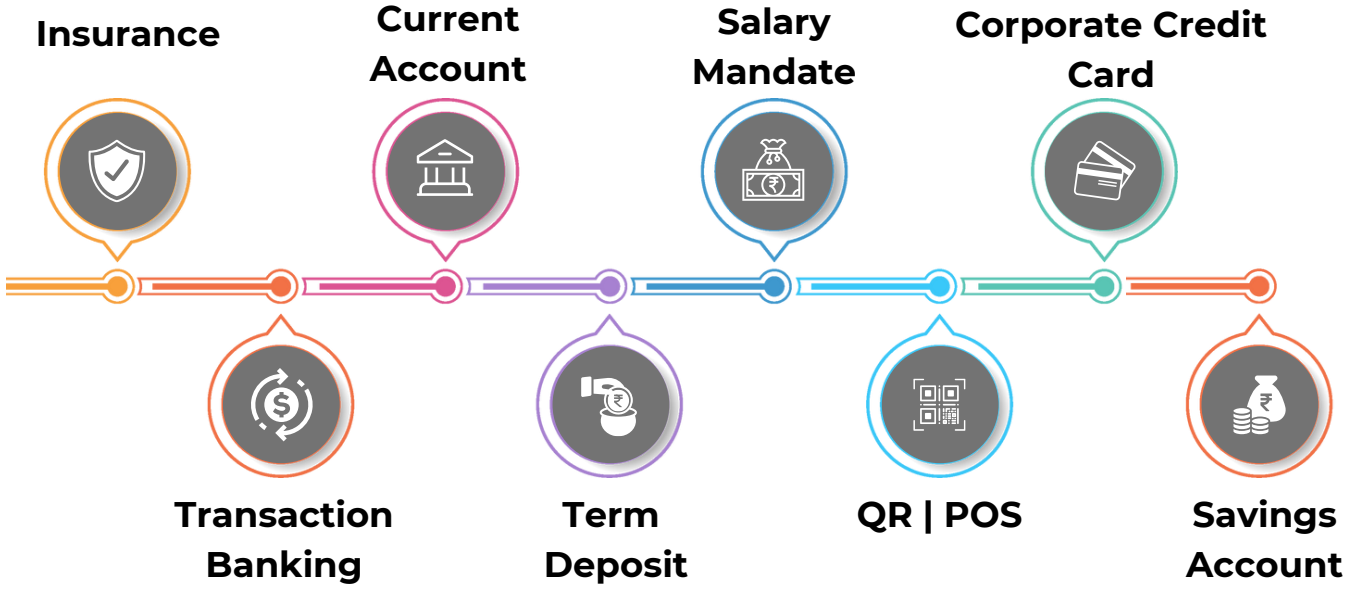 Insurance
Current
Account
Salary
Mandate
Corporate Credit
Card
₹
$
₹
₹
Transaction
Banking
Term
Deposit
QR | POS
Savings
Account